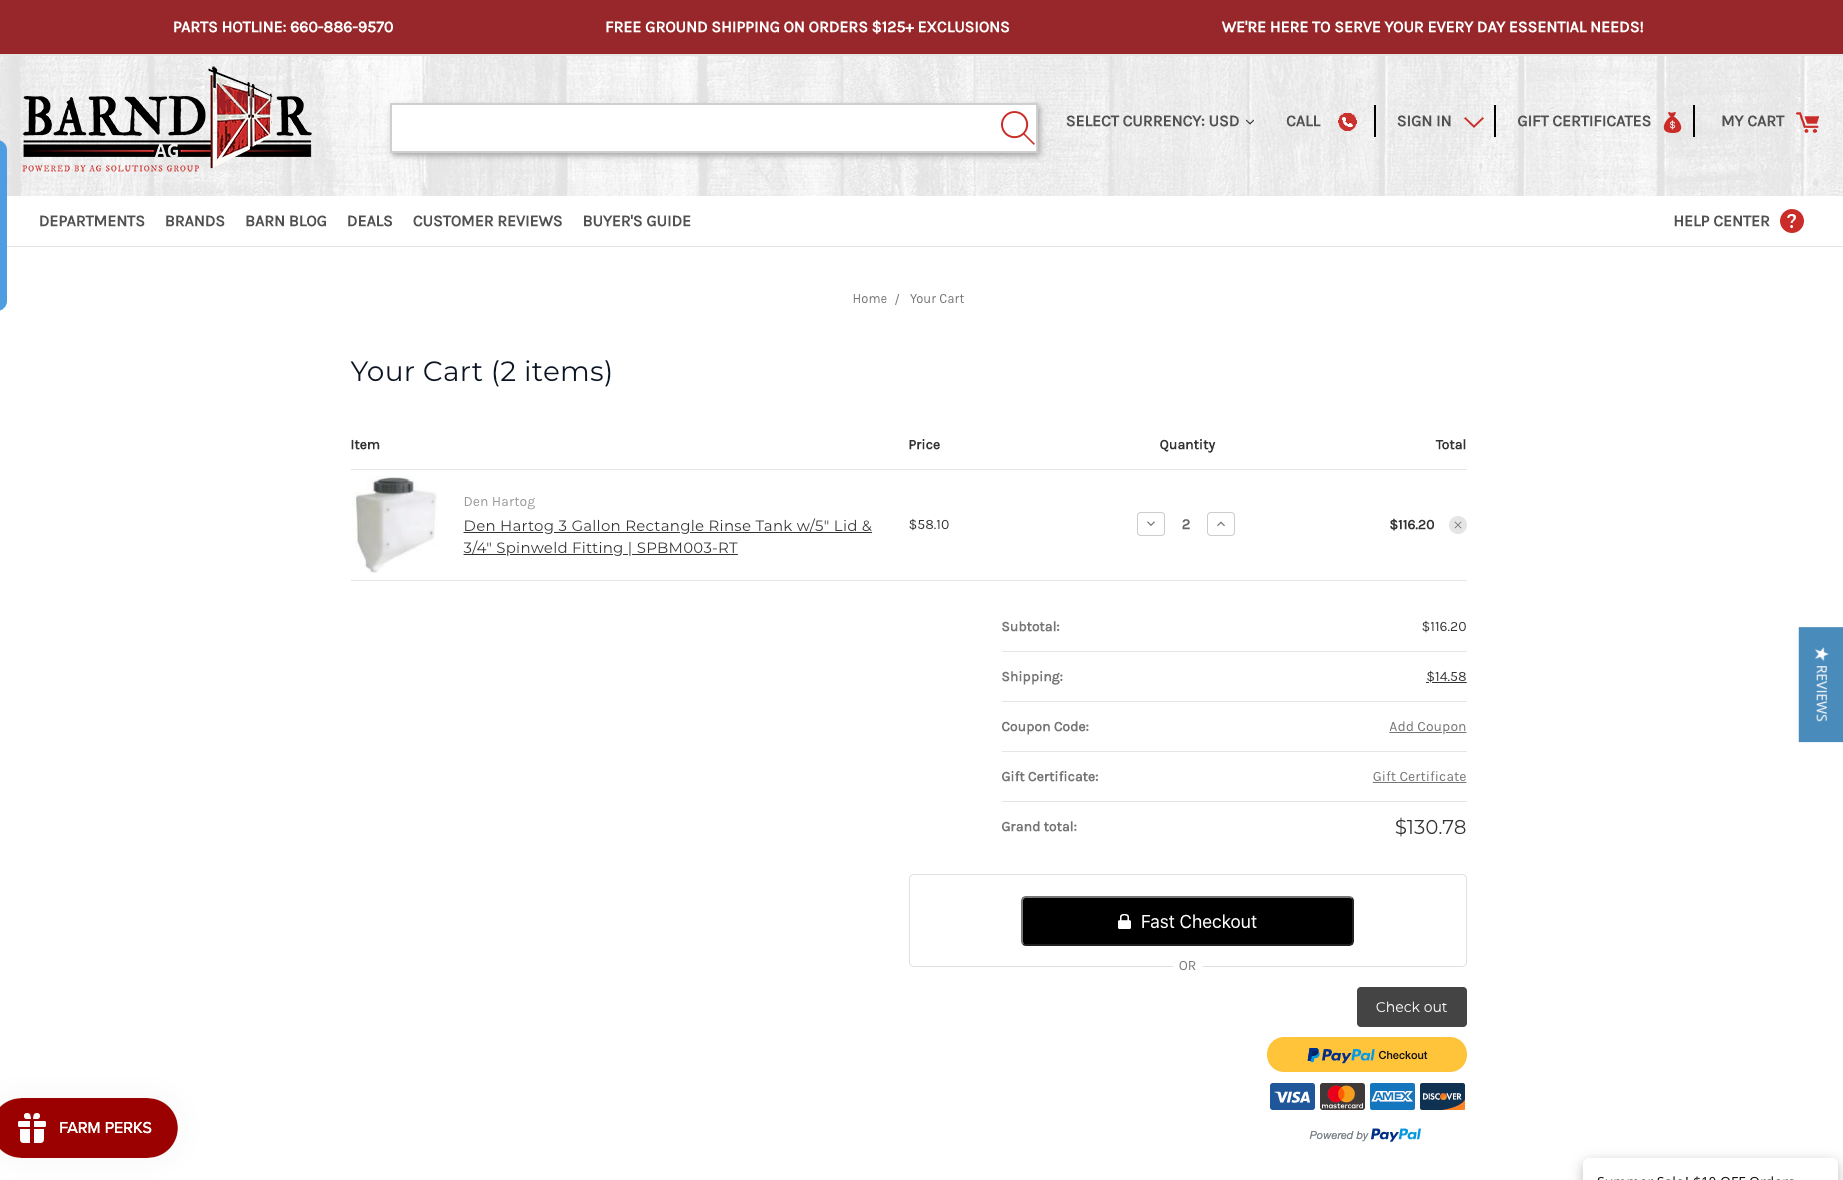 PARTS HOTLINE: 660-886-9570
FREE GROUND SHIPPING ON ORDERS $125+ EXCLUSIONS
WE'RE HERE TO SERVE YOUR EVERY DAY ESSENTIAL NEEDS!
BARND R
AG
POWERED BY AG SOLUTIONS GROUP
SELECT CURRENCY: USD
CALL
SIGN IN
GIFT CERTIFICATES
MY CART
DEPARTMENTS
BRANDS
BARN BLOG
DEALS
CUSTOMER REVIEWS
BUYER'S GUIDE
HELP CENTER
Home / Your Cart
Your Cart (2 items)
Item
Price
Quantity
Total
Den Hartog
Den Hartog 3 Gallon Rectangle Rinse Tank w/5" Lid &
3/4" Spinweld Fitting | SPBM003-RT
$58.10
2
$116.20
Subtotal:
$116.20
Shipping:
$14.58
Coupon Code:
Add Coupon
Gift Certificate:
Gift Certificate
Grand total:
$130.78
Fast Checkout
OR
Check out
PayPal Checkout
VISA
mastercard
AMEX
DISCOVER
Powered by PayPal
★ REVIEWS
FARM PERKS
Summer Sale! $10 OFF Orders